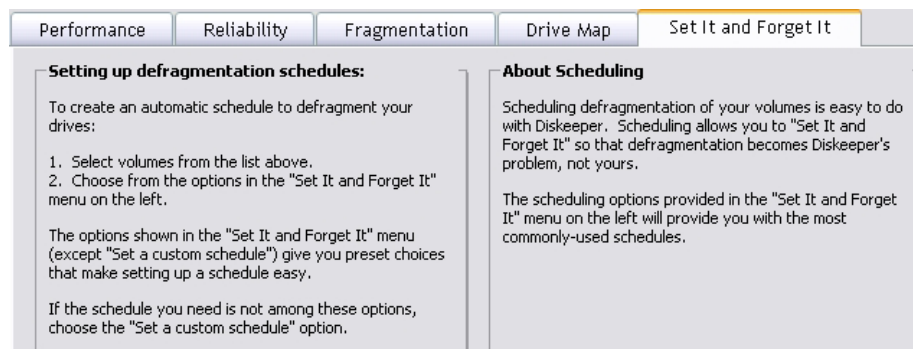 Performance
Reliability
Fragmentation
Drive Map
Set It and Forget It
Setting up defragmentation schedules:
To create an automatic schedule to defragment your
drives:
1. Select volumes from the list above.
2. Choose from the options in the "Set It and Forget It"
menu on the left.
The options shown in the "Set It and Forget It" menu
(except "Set a custom schedule") give you preset choices
that make setting up a schedule easy.
If the schedule you need is not among these options,
choose the "Set a custom schedule" option.
About Scheduling
Scheduling defragmentation of your volumes is easy to do
with Diskeeper. Scheduling allows you to "Set It and
Forget It" so that defragmentation becomes Diskeeper's
problem, not yours.
The scheduling options provided in the "Set It and Forget
It" menu on the left will provide you with the most
commonly-used schedules.